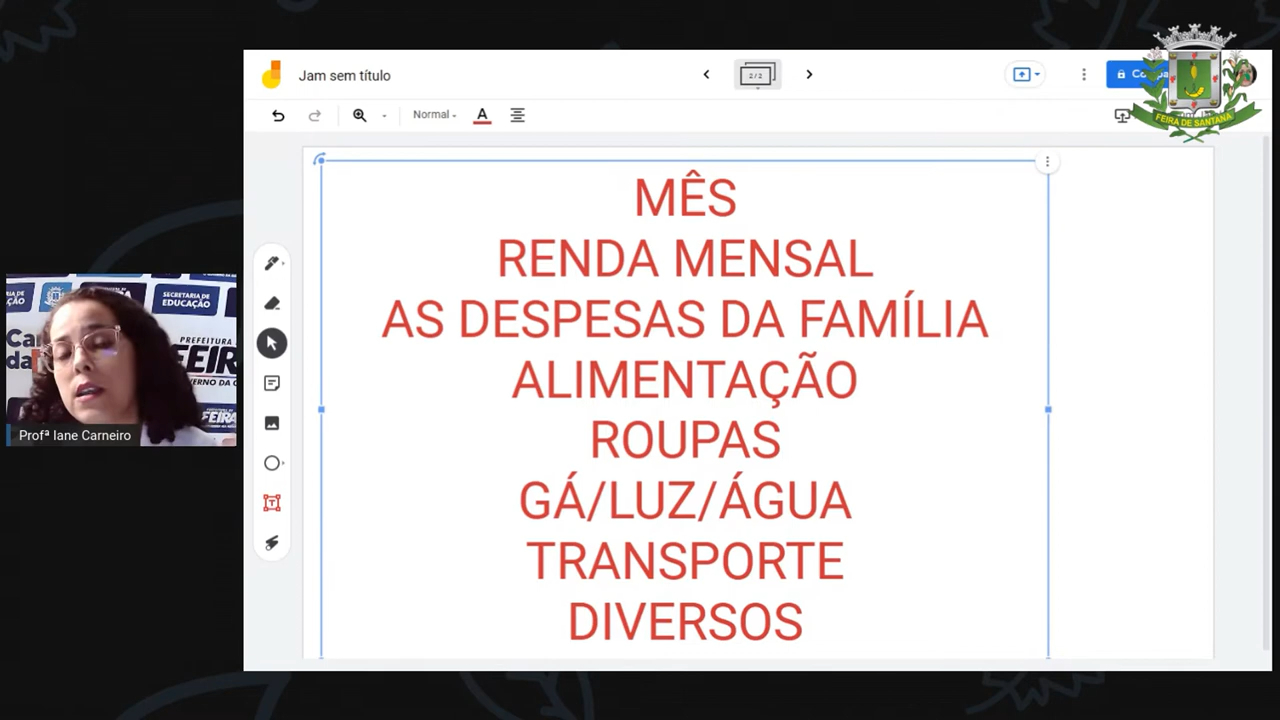 Jam sem título
2/2
Normal
A
FEIRA DE SANTANA
MÊS
RENDA MENSAL
AS DESPESAS DA FAMÍLIA
ALIMENTAÇÃO
ROUPAS
GÁ/LUZ/ÁGUA
TRANSPORTE
DIVERSOS
SECRETARIA DE
EDUCAÇÃO
PREFEITURA
FEIR
Profª Iane Carneiro